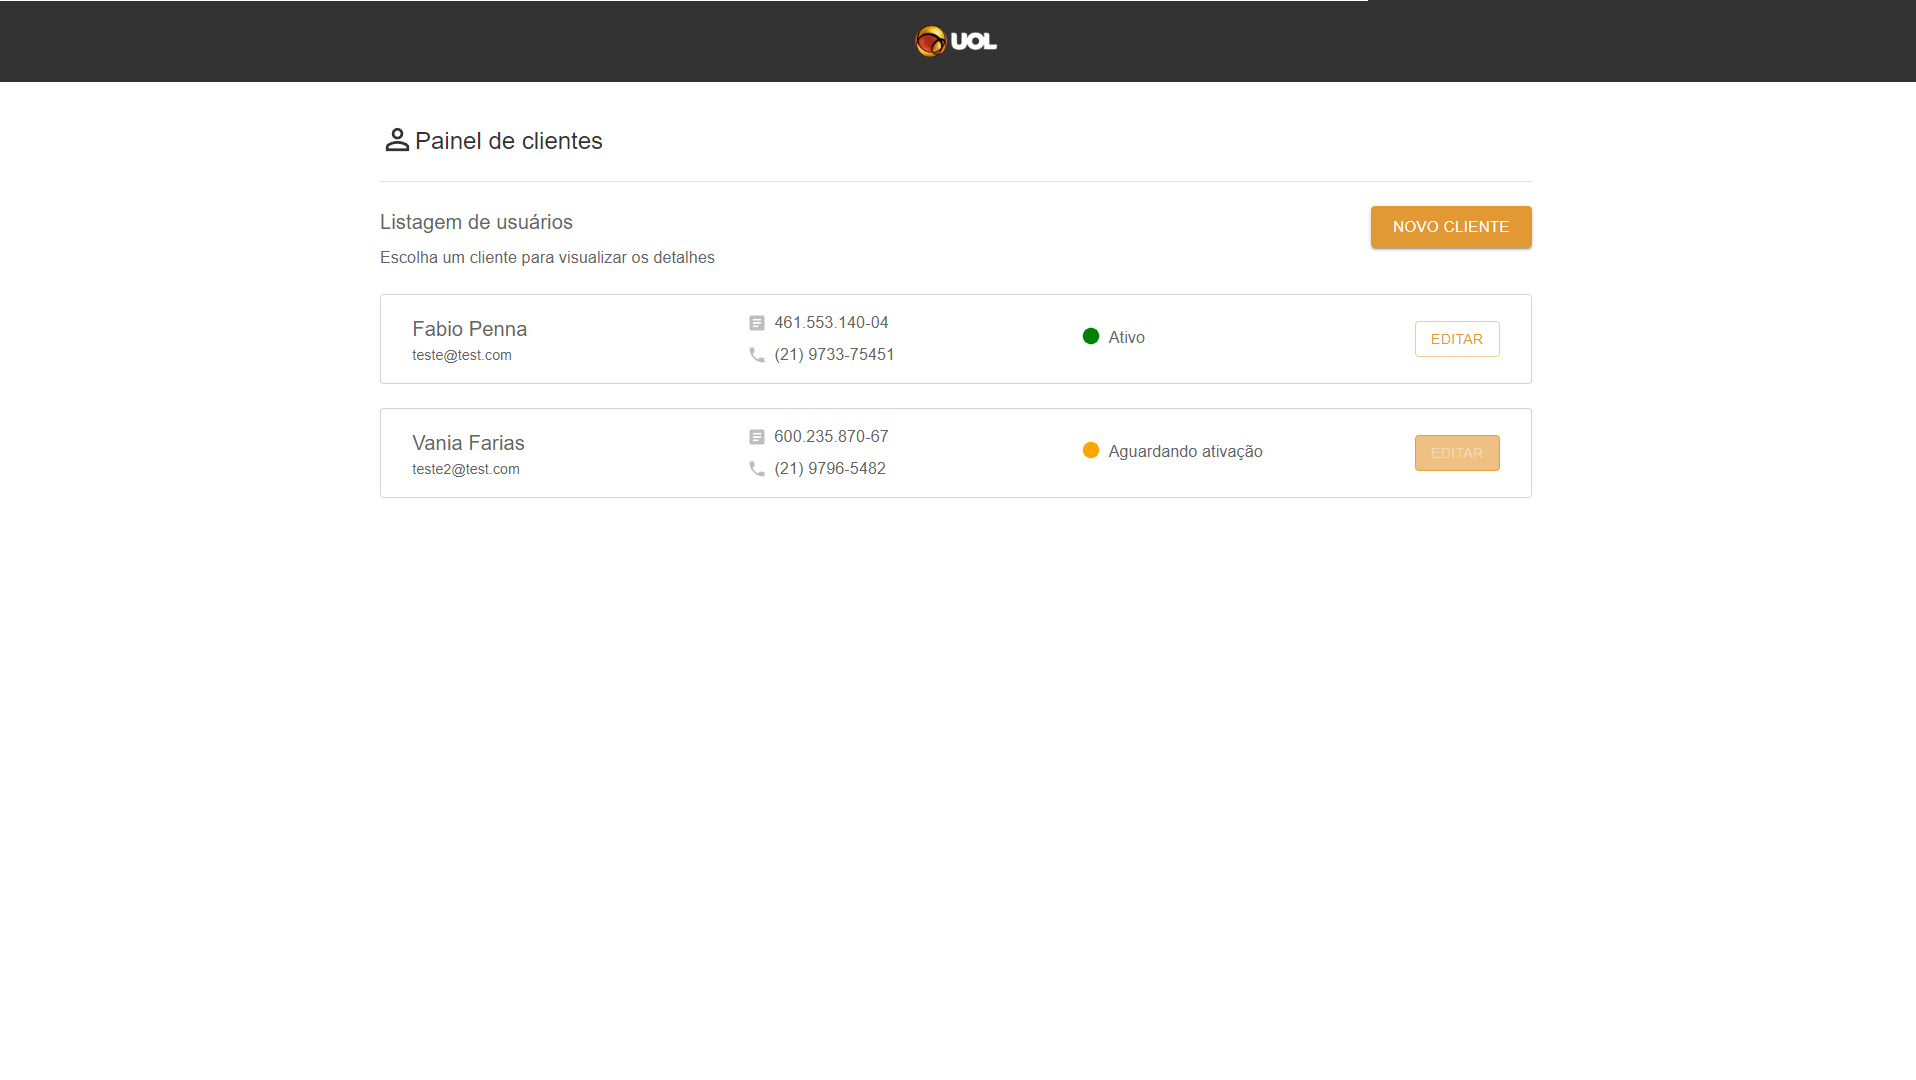 UOL
Painel de clientes
Listagem de usuários
NOVO CLIENTE
Escolha um cliente para visualizar os detalhes
Fabio Penna
teste@test.com
461.553.140-04
(21) 9733-75451
Ativo
EDITAR
Vania Farias
teste2@test.com
600.235.870-67
(21) 9796-5482
Aguardando ativação
EDITAR